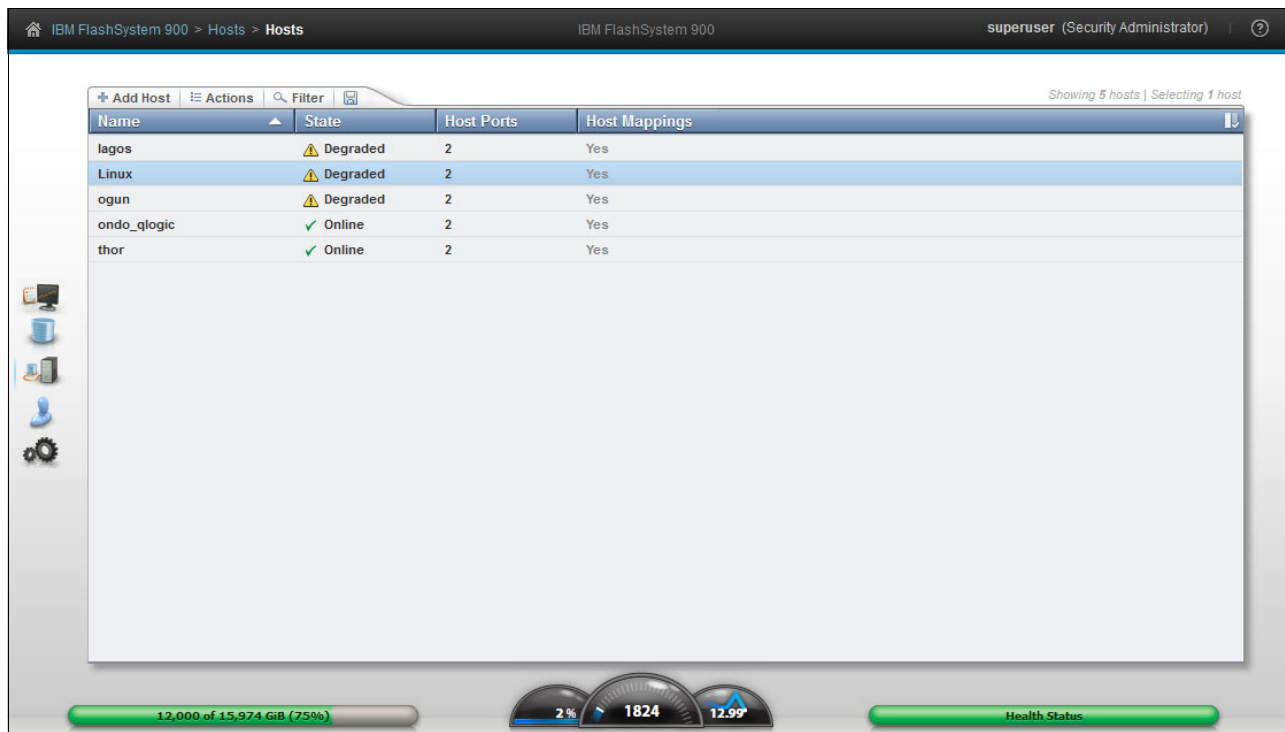 IBM FlashSystem 900 > Hosts > Hosts IBM FlashSystem 900 superuser (Security Administrator) | ?
Add Host Actions Filter Showing 5 hosts | Selecting 1 host
Name State Host Ports Host Mappings
lagos Degraded 2 Yes
Linux Degraded 2 Yes
ogun Degraded 2 Yes
ondo_qlogic Online 2 Yes
thor Online 2 Yes
12,000 of 15,974 GiB (75%) 2% 1824 12.99 Health Status